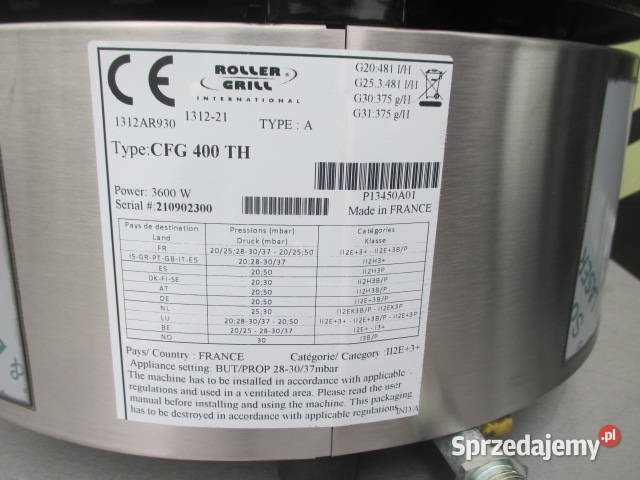 CE
ROLLER GRILL
INTERNATIONAL
G20:481 l/H
G25.3:481 l/H
G30:375 g/H
G31:375 g/H
1312AR930 1312-21 TYPE : A
Type:CFG 400 TH
Power: 3600 W
P13450A01
Serial #:210902300
Made in FRANCE
Pays de destination Pressions (mbar) Catégories
Land Druck (mbar) Klasse
FR 20/25;28-30/37 - 20/25;50 II2E+3+ - II2E+3B/P
IS-GR-PT-GB-IT-ES 20;28-30/37 II2H3+
ES 20;50 II2H3P
DK-FI-SE 20;30 II2H3B/P
AT 20;50 II2H3B/P
DE 20;50 II2E+3B/P
NL 25;30 II2EK3B/P - II2EK3P
LU 20;28-30/37 - 20;50 II2E+3+ - II2E+3B/P - II2E+3P
BE 20/25 - 28-30/37 I2E+ - I3+
NO 30 I3B/P
Pays/ Country : FRANCE Catégorie/ Category :II2E+3+
Appliance setting: BUT/PROP 28-30/37mbar
The machine has to be installed in accordance with applicable
regulations and used in a ventilated area. Please read the user
manual before installing and using the machine. This packaging
has to be destroyed in accordance with applicable regulations.
IND A
Sprzedajemy.pl